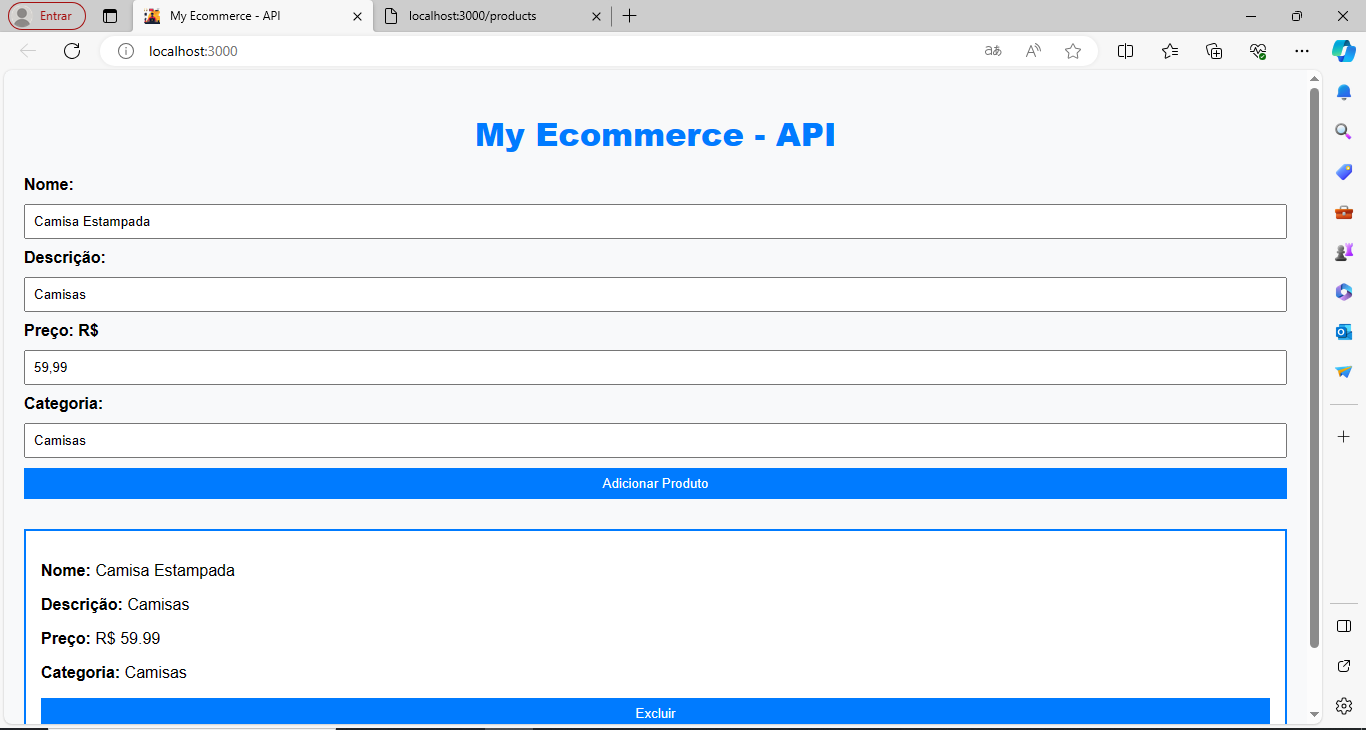 Entrar
My Ecommerce - API
localhost:3000/products
localhost:3000
My Ecommerce - API
Nome:
Camisa Estampada
Descrição:
Camisas
Preço: R$
59,99
Categoria:
Camisas
Adicionar Produto
Nome: Camisa Estampada
Descrição: Camisas
Preço: R$ 59.99
Categoria: Camisas
Excluir